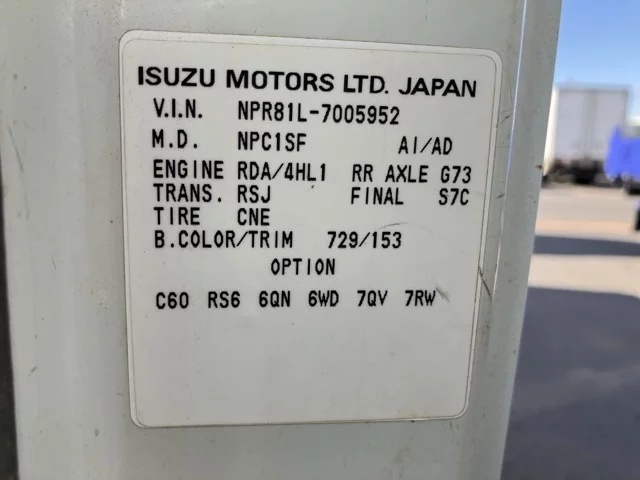 ISUZU MOTORS LTD. JAPAN
V.I.N. NPR81L-7005952
M.D. NPC1SF AI/AD
ENGINE RDA/4HL1 RR AXLE G73
TRANS. RSJ FINAL S7C
TIRE CNE
B.COLOR/TRIM 729/153
OPTION
C60 RS6 6QN 6WD 7QV 7RW